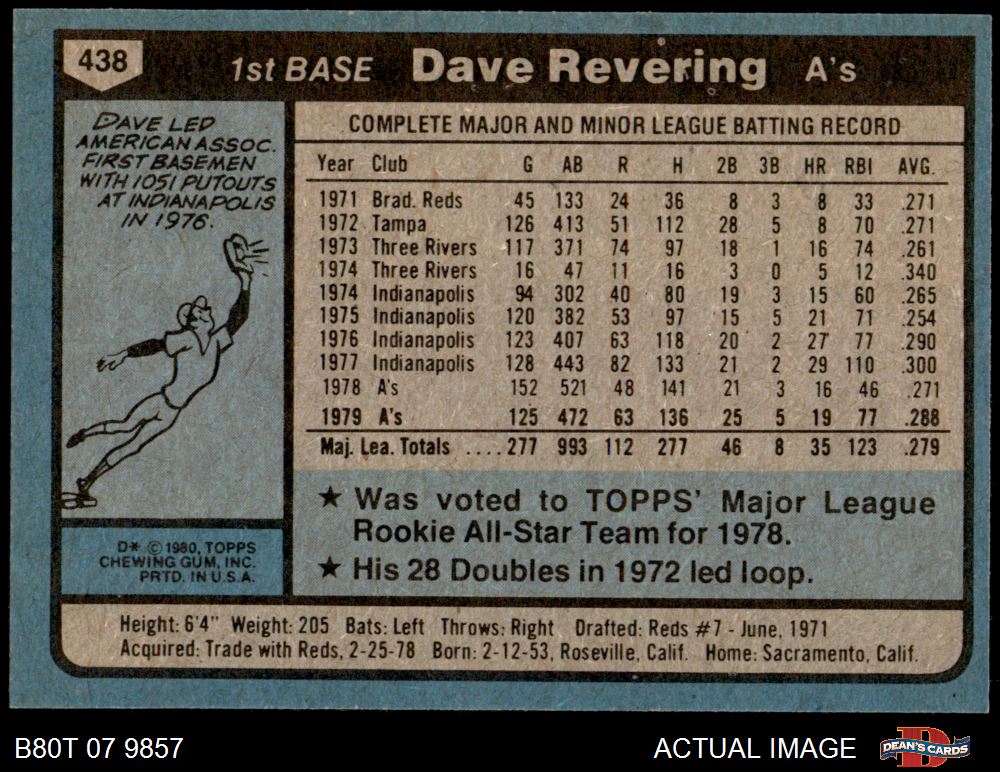 438
1st BASE Dave Revering A's
DAVE LED
AMERICAN ASSOC.
FIRST BASEMEN
WITH 1051 PUTOUTS
AT INDIANAPOLIS
IN 1976.
COMPLETE MAJOR AND MINOR LEAGUE BATTING RECORD
Year Club G AB R H 2B 3B HR RBI AVG.
1971 Brad. Reds 45 133 24 36 8 3 8 33 .271
1972 Tampa 126 413 51 112 28 5 8 70 .271
1973 Three Rivers 117 371 74 97 18 1 16 74 .261
1974 Three Rivers 16 47 11 16 3 0 5 12 .340
1974 Indianapolis 94 302 40 80 19 3 15 60 .265
1975 Indianapolis 120 382 53 97 15 5 21 71 .254
1976 Indianapolis 123 407 63 118 20 2 27 77 .290
1977 Indianapolis 128 443 82 133 21 2 29 110 .300
1978 A's 152 521 48 141 21 3 16 46 .271
1979 A's 125 472 63 136 25 5 19 77 .288
Maj. Lea. Totals ....277 993 112 277 46 8 35 123 .279
★ Was voted to TOPPS' Major League
Rookie All-Star Team for 1978.
★ His 28 Doubles in 1972 led loop.
D* © 1980, TOPPS
CHEWING GUM, INC.
PRTD. IN U.S.A.
Height: 6'4" Weight: 205 Bats: Left Throws: Right Drafted: Reds #7 - June, 1971
Acquired: Trade with Reds, 2-25-78 Born: 2-12-53, Roseville, Calif. Home: Sacramento, Calif.
B80T 07 9857
ACTUAL IMAGE
D
DEAN'S CARDS